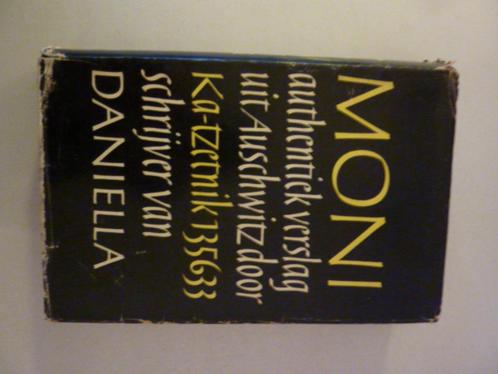 MONI
authentiek verslag
uit Auschwitz door
Ka-tzetnik 135633
schrijver van
DANIELLA